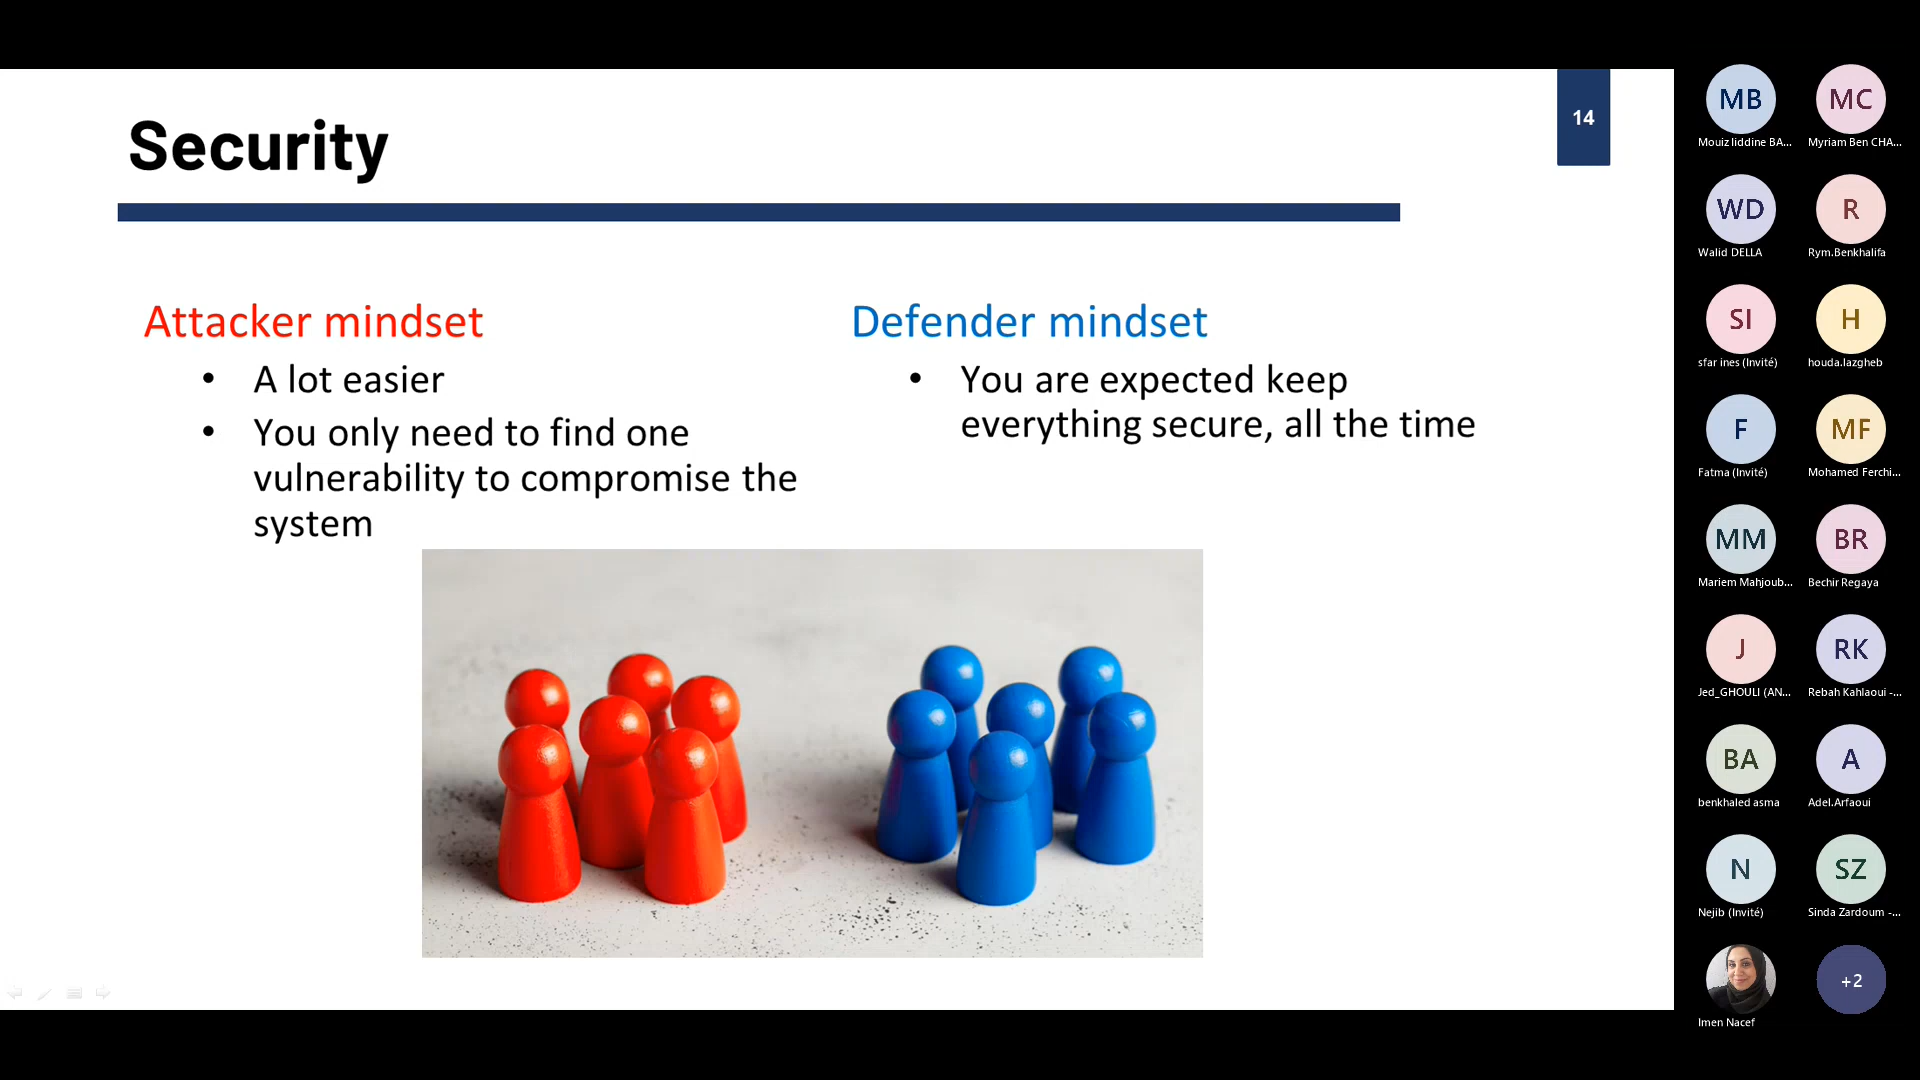 Security
14
Attacker mindset
• A lot easier
• You only need to find one
vulnerability to compromise the
system
Defender mindset
• You are expected keep
everything secure, all the time
MB
Mouiz liddine BA...
MC
Myriam Ben CHA...
WD
Walid DELLA
R
Rym.Benkhalifa
SI
sfar ines (Invité)
H
houda.lazgheb
F
Fatma (Invité)
MF
Mohamed Ferchi...
MM
Mariem Mahjoub...
BR
Bechir Regaya
J
Jed_GHOULI (AN...
RK
Rebah Kahlaoui -...
BA
benkhaled asma
A
Adel.Arfaoui
N
Nejib (Invité)
SZ
Sinda Zardoum -...
Imen Nacef
+2